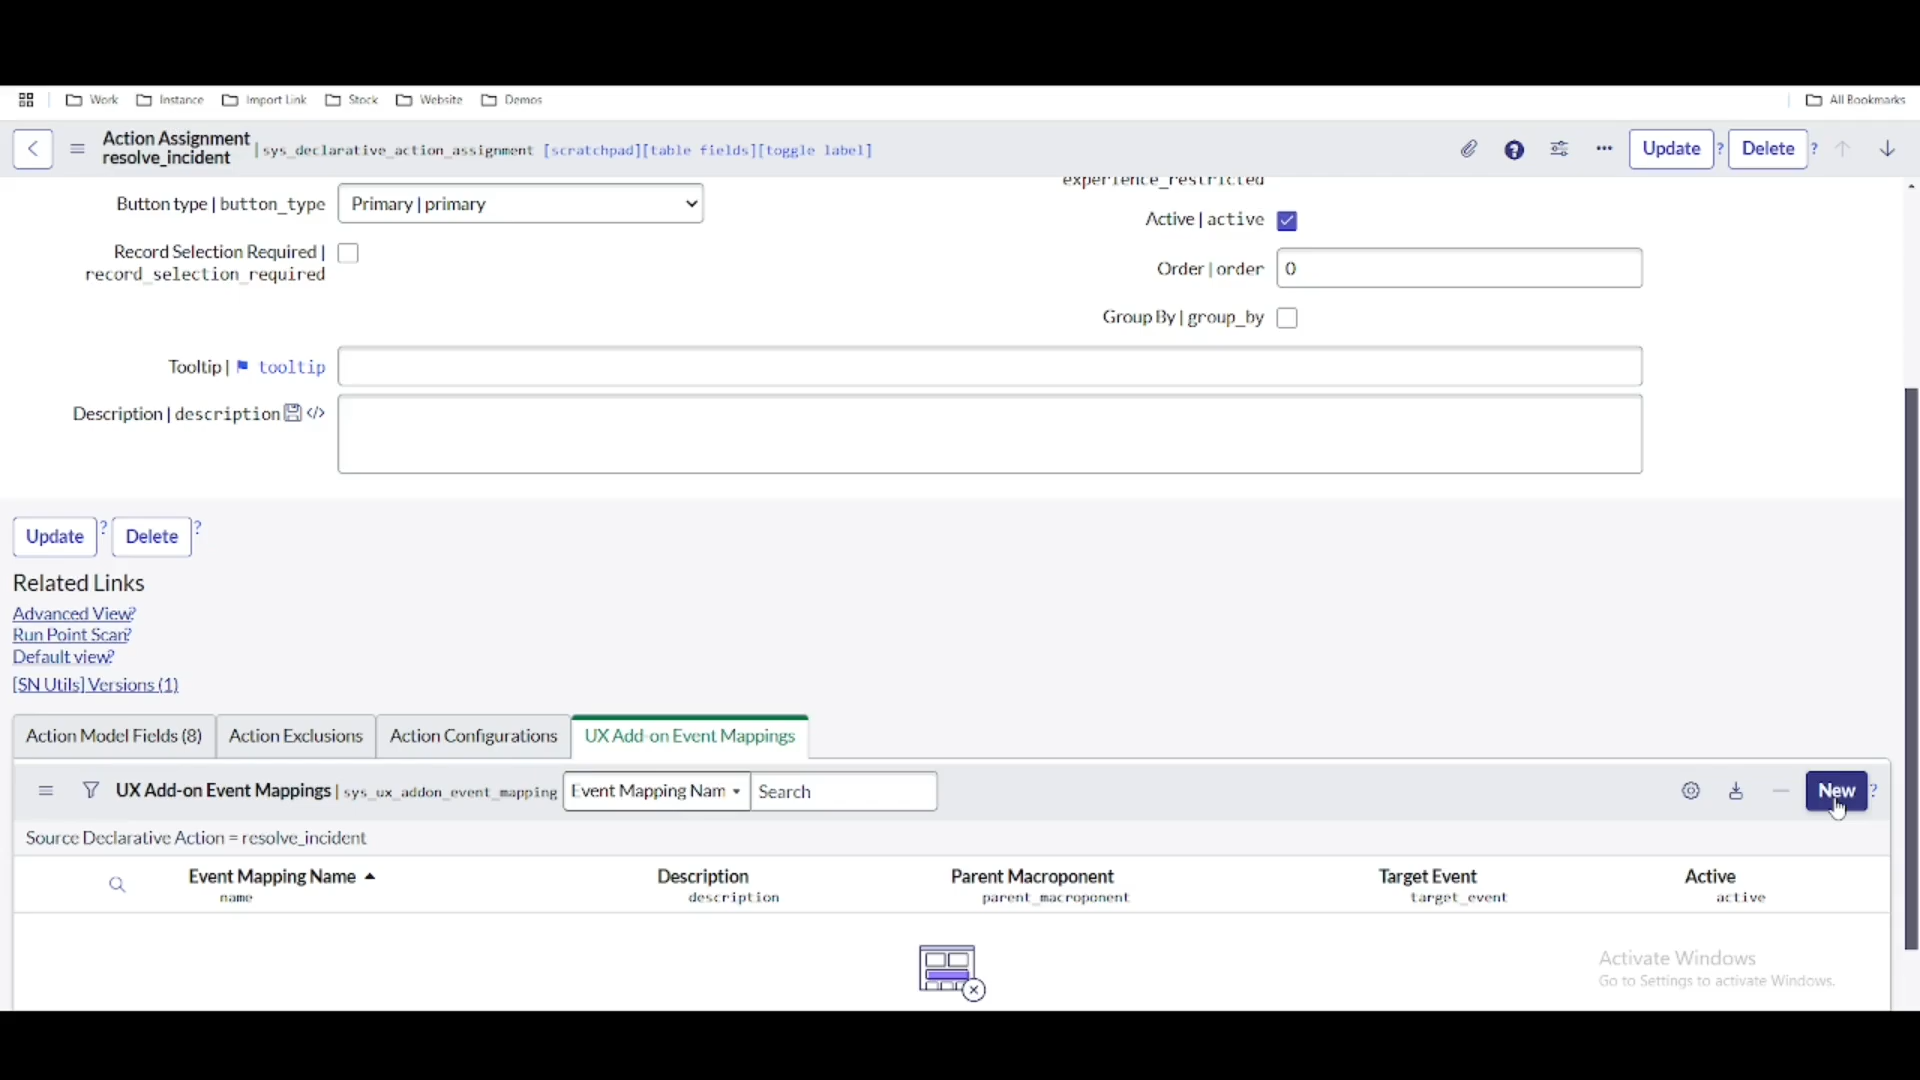 Work Instance Import Link Stock Website Demos All Bookmarks
Action Assignment
resolve_incident | sys_declarative_action_assignment [scratchpad][table fields][toggle label] ••• Update ? Delete ?
experience_restricted
Button type | button_type Primary | primary
Active | active
Record Selection Required |
record_selection_required
Order | order 0
Group By | group_by
Tooltip | tooltip
Description | description </>
Update ? Delete ?
Related Links
Advanced View?
Run Point Scan?
Default view?
[SN Utils] Versions (1)
Action Model Fields (8) Action Exclusions Action Configurations UX Add-on Event Mappings
UX Add-on Event Mappings | sys_ux_addon_event_mapping Event Mapping Nam Search New ?
Source Declarative Action = resolve_incident
Event Mapping Name Description Parent Macroponent Target Event Active
name description parent_macroponent target_event active
Activate Windows
Go to Settings to activate Windows.